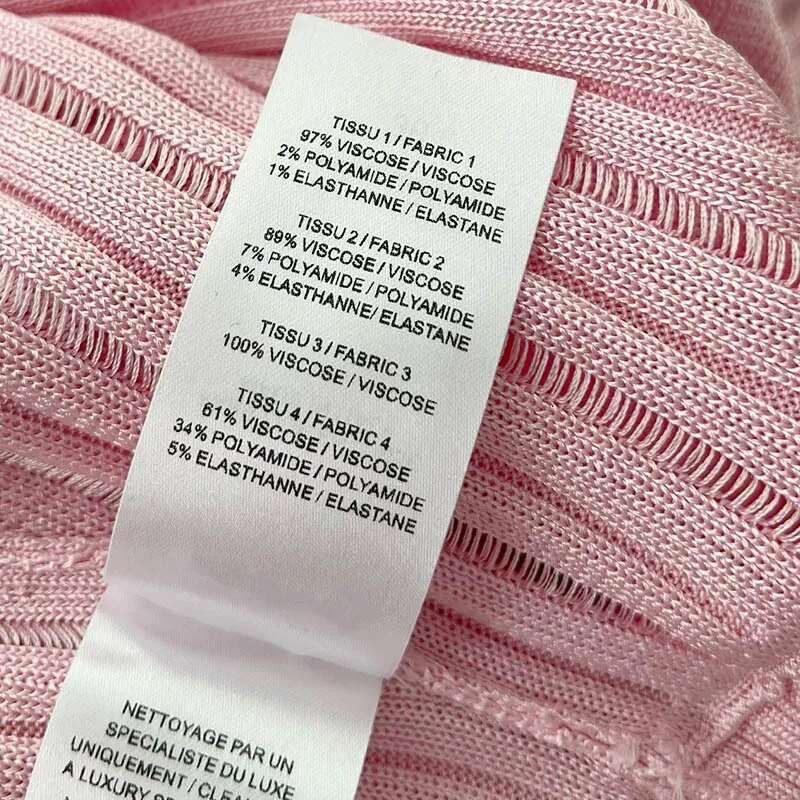 TISSU 1 / FABRIC 1
97% VISCOSE / VISCOSE
2% POLYAMIDE / POLYAMIDE
1% ELASTHANNE / ELASTANE
TISSU 2 / FABRIC 2
89% VISCOSE / VISCOSE
7% POLYAMIDE / POLYAMIDE
4% ELASTHANNE/ ELASTANE
TISSU 3 / FABRIC 3
100% VISCOSE / VISCOSE
TISSU 4 / FABRIC 4
61% VISCOSE / VISCOSE
34% POLYAMIDE / POLYAMIDE
5% ELASTHANNE / ELASTANE
NETTOYAGE PAR UN
SPECIALISTE DU LUXE
UNIQUEMENT /
A LUXURY